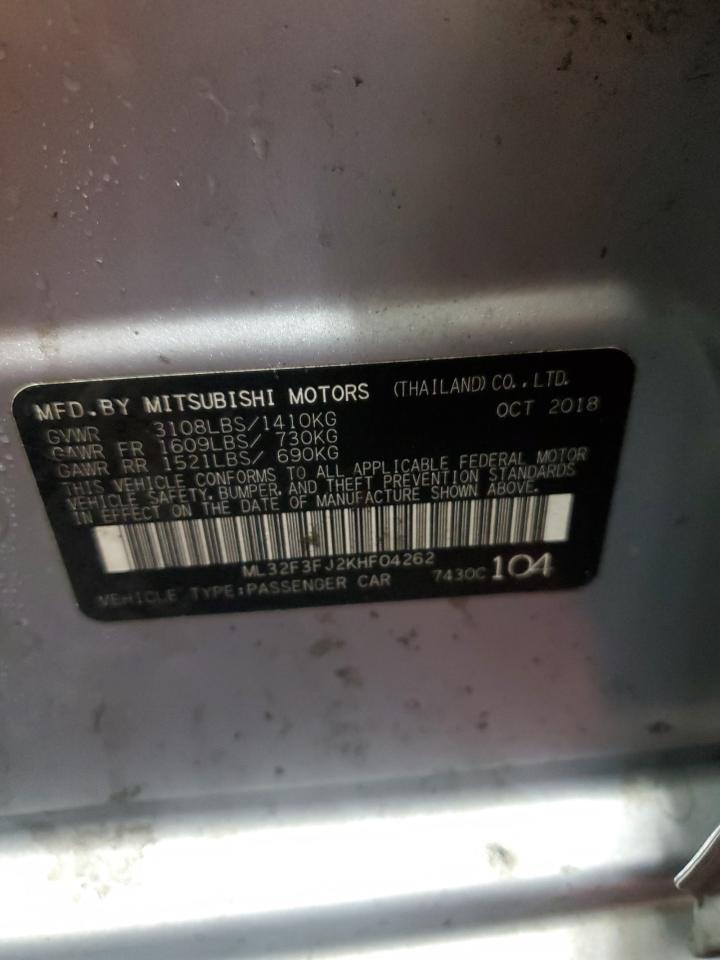 MFD.BY MITSUBISHI MOTORS (THAILAND) CO., LTD.
OCT 2018
GVWR 3108LBS/1410KG
GAWR FR 1609LBS/ 730KG
GAWR RR 1521LBS/ 690KG
THIS VEHICLE CONFORMS TO ALL APPLICABLE FEDERAL MOTOR
VEHICLE SAFETY, BUMPER, AND THEFT PREVENTION STANDARDS
IN EFFECT ON THE DATE OF MANUFACTURE SHOWN ABOVE.
ML32F3FJ2KHF04262
VEHICLE TYPE:PASSENGER CAR 7430C 104